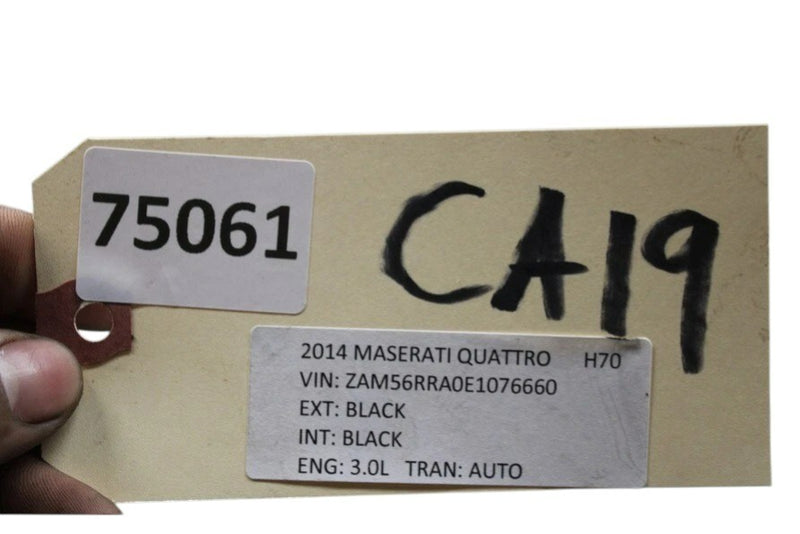 75061
CA19
2014 MASERATI QUATTRO H70
VIN: ZAM56RRA0E1076660
EXT: BLACK
INT: BLACK
ENG: 3.0L TRAN: AUTO